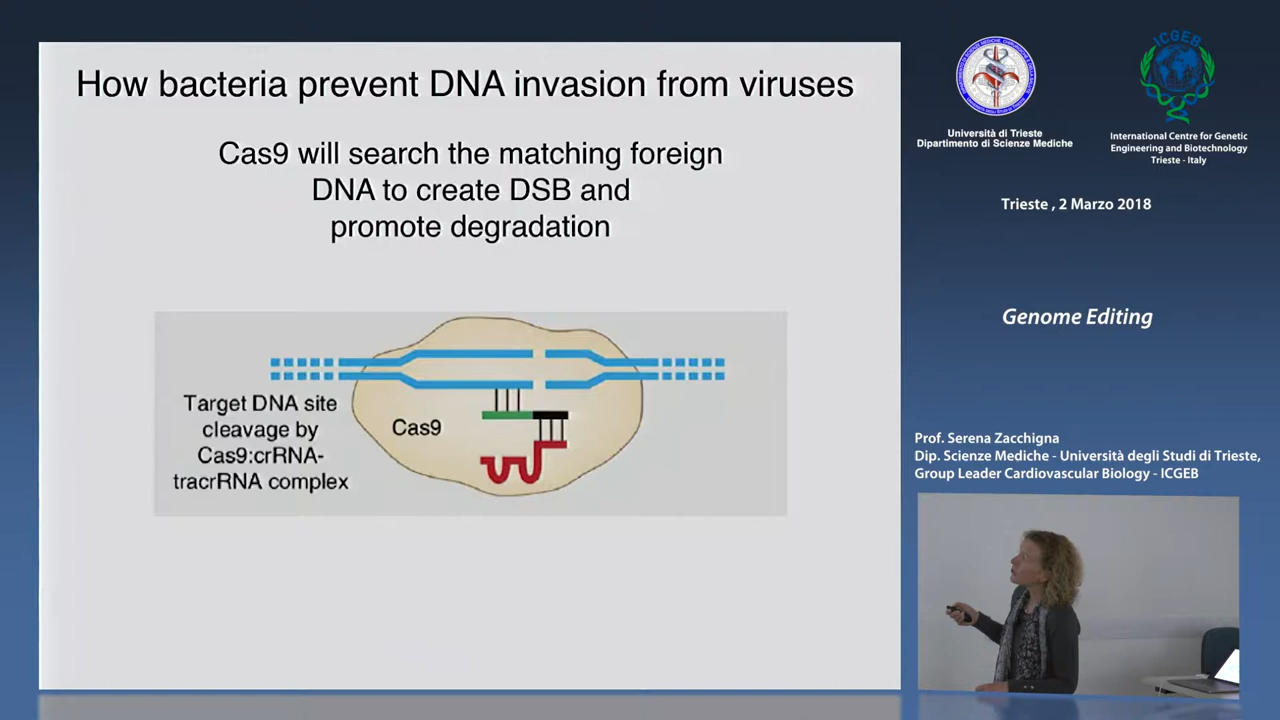 How bacteria prevent DNA invasion from viruses
Cas9 will search the matching foreign
DNA to create DSB and
promote degradation
Target DNA site
cleavage by
Cas9:crRNA-
tracrRNA complex
Cas9
ICGEB
Università di Trieste
Dipartimento di Scienze Mediche
International Centre for Genetic
Engineering and Biotechnology
Trieste - Italy
Trieste , 2 Marzo 2018
Genome Editing
Prof. Serena Zacchigna
Dip. Scienze Mediche - Università degli Studi di Trieste,
Group Leader Cardiovascular Biology - ICGEB